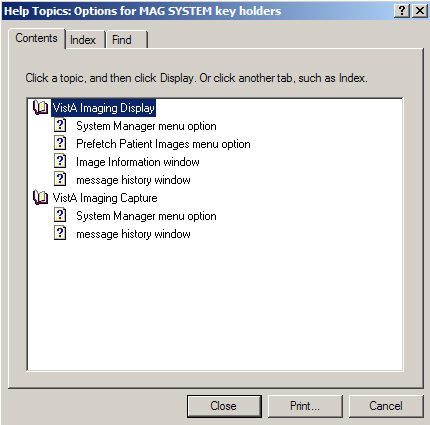 Help Topics: Options for MAG SYSTEM key holders
Contents Index Find
Click a topic, and then click Display. Or click another tab, such as Index.
VistA Imaging Display
System Manager menu option
Prefetch Patient Images menu option
Image Information window
message history window
VistA Imaging Capture
System Manager menu option
message history window
Close Print... Cancel